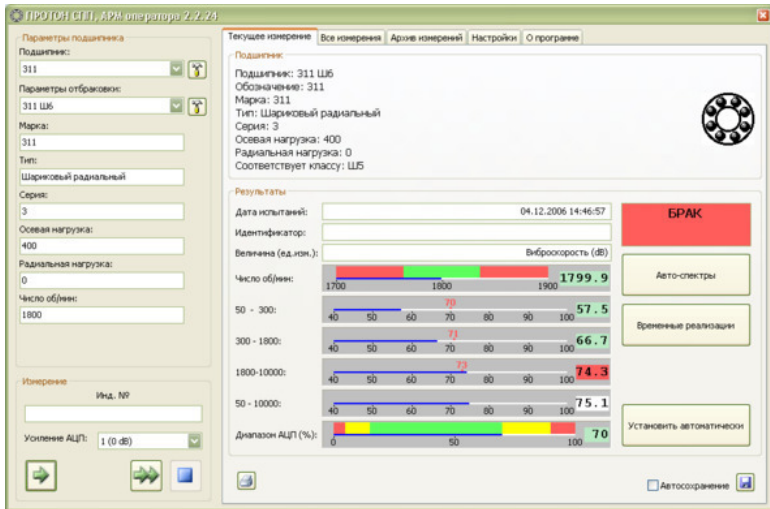 ПРОТОН СПП, АРМ оператора 2.2.24
Параметры подшипника
Подшипник:
311
Параметры отбраковки:
311 Ш6
Марка:
311
Тип:
Шариковый радиальный
Серия:
3
Осевая нагрузка:
400
Радиальная нагрузка:
0
Число об/мин:
1800
Измерение
Инд. №
Усиление АЦП: 1 (0 dB)
Текущее измерение Все измерения Архив измерений Настройки О программе
Подшипник
Подшипник: 311 Ш6
Обозначение: 311
Марка: 311
Тип: Шариковый радиальный
Серия: 3
Осевая нагрузка: 400
Радиальная нагрузка: 0
Соответствует классу: Ш5
Результаты
Дата испытаний: 04.12.2006 14:46:57
Идентификатор:
Величина (ед.изм.): Виброскорость (dB)
Число об/мин: 1700 1800 1900 1799.9
50 - 300: 70 57.5
40 50 60 70 80 90 100
300 - 1800: 71 66.7
40 50 60 70 80 90 100
1800-10000: 73 74.3
40 50 60 70 80 90 100
50 - 10000: 75.1
40 50 60 70 80 90 100
Диапазон АЦП (%): 70
0 50 100
БРАК
Авто-спектры
Временные реализации
Установить автоматически
Автосохранение